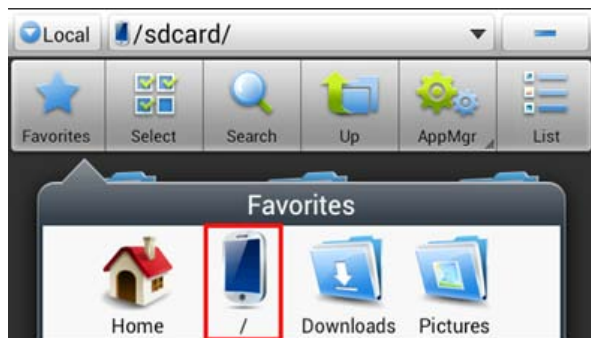 Local /sdcard/
Favorites Select Search Up AppMgr List
Favorites
Home / Downloads Pictures